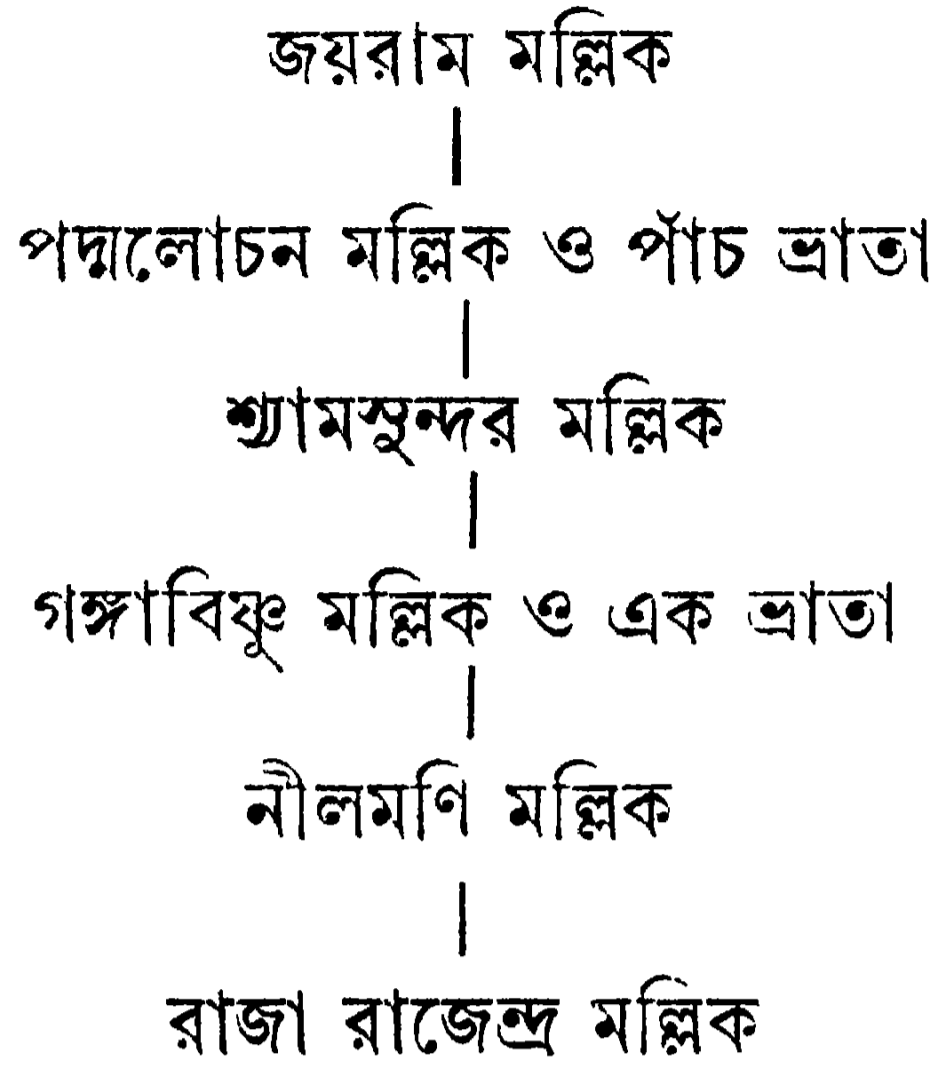 জয়রাম মল্লিক
পদ্মলোচন মল্লিক ও পাঁচ ভ্রাতা
শ্যামসুন্দর মল্লিক
গঙ্গাবিষ্ণু মল্লিক ও এক ভ্রাতা
নীলমণি মল্লিক
রাজা রাজেন্দ্র মল্লিক